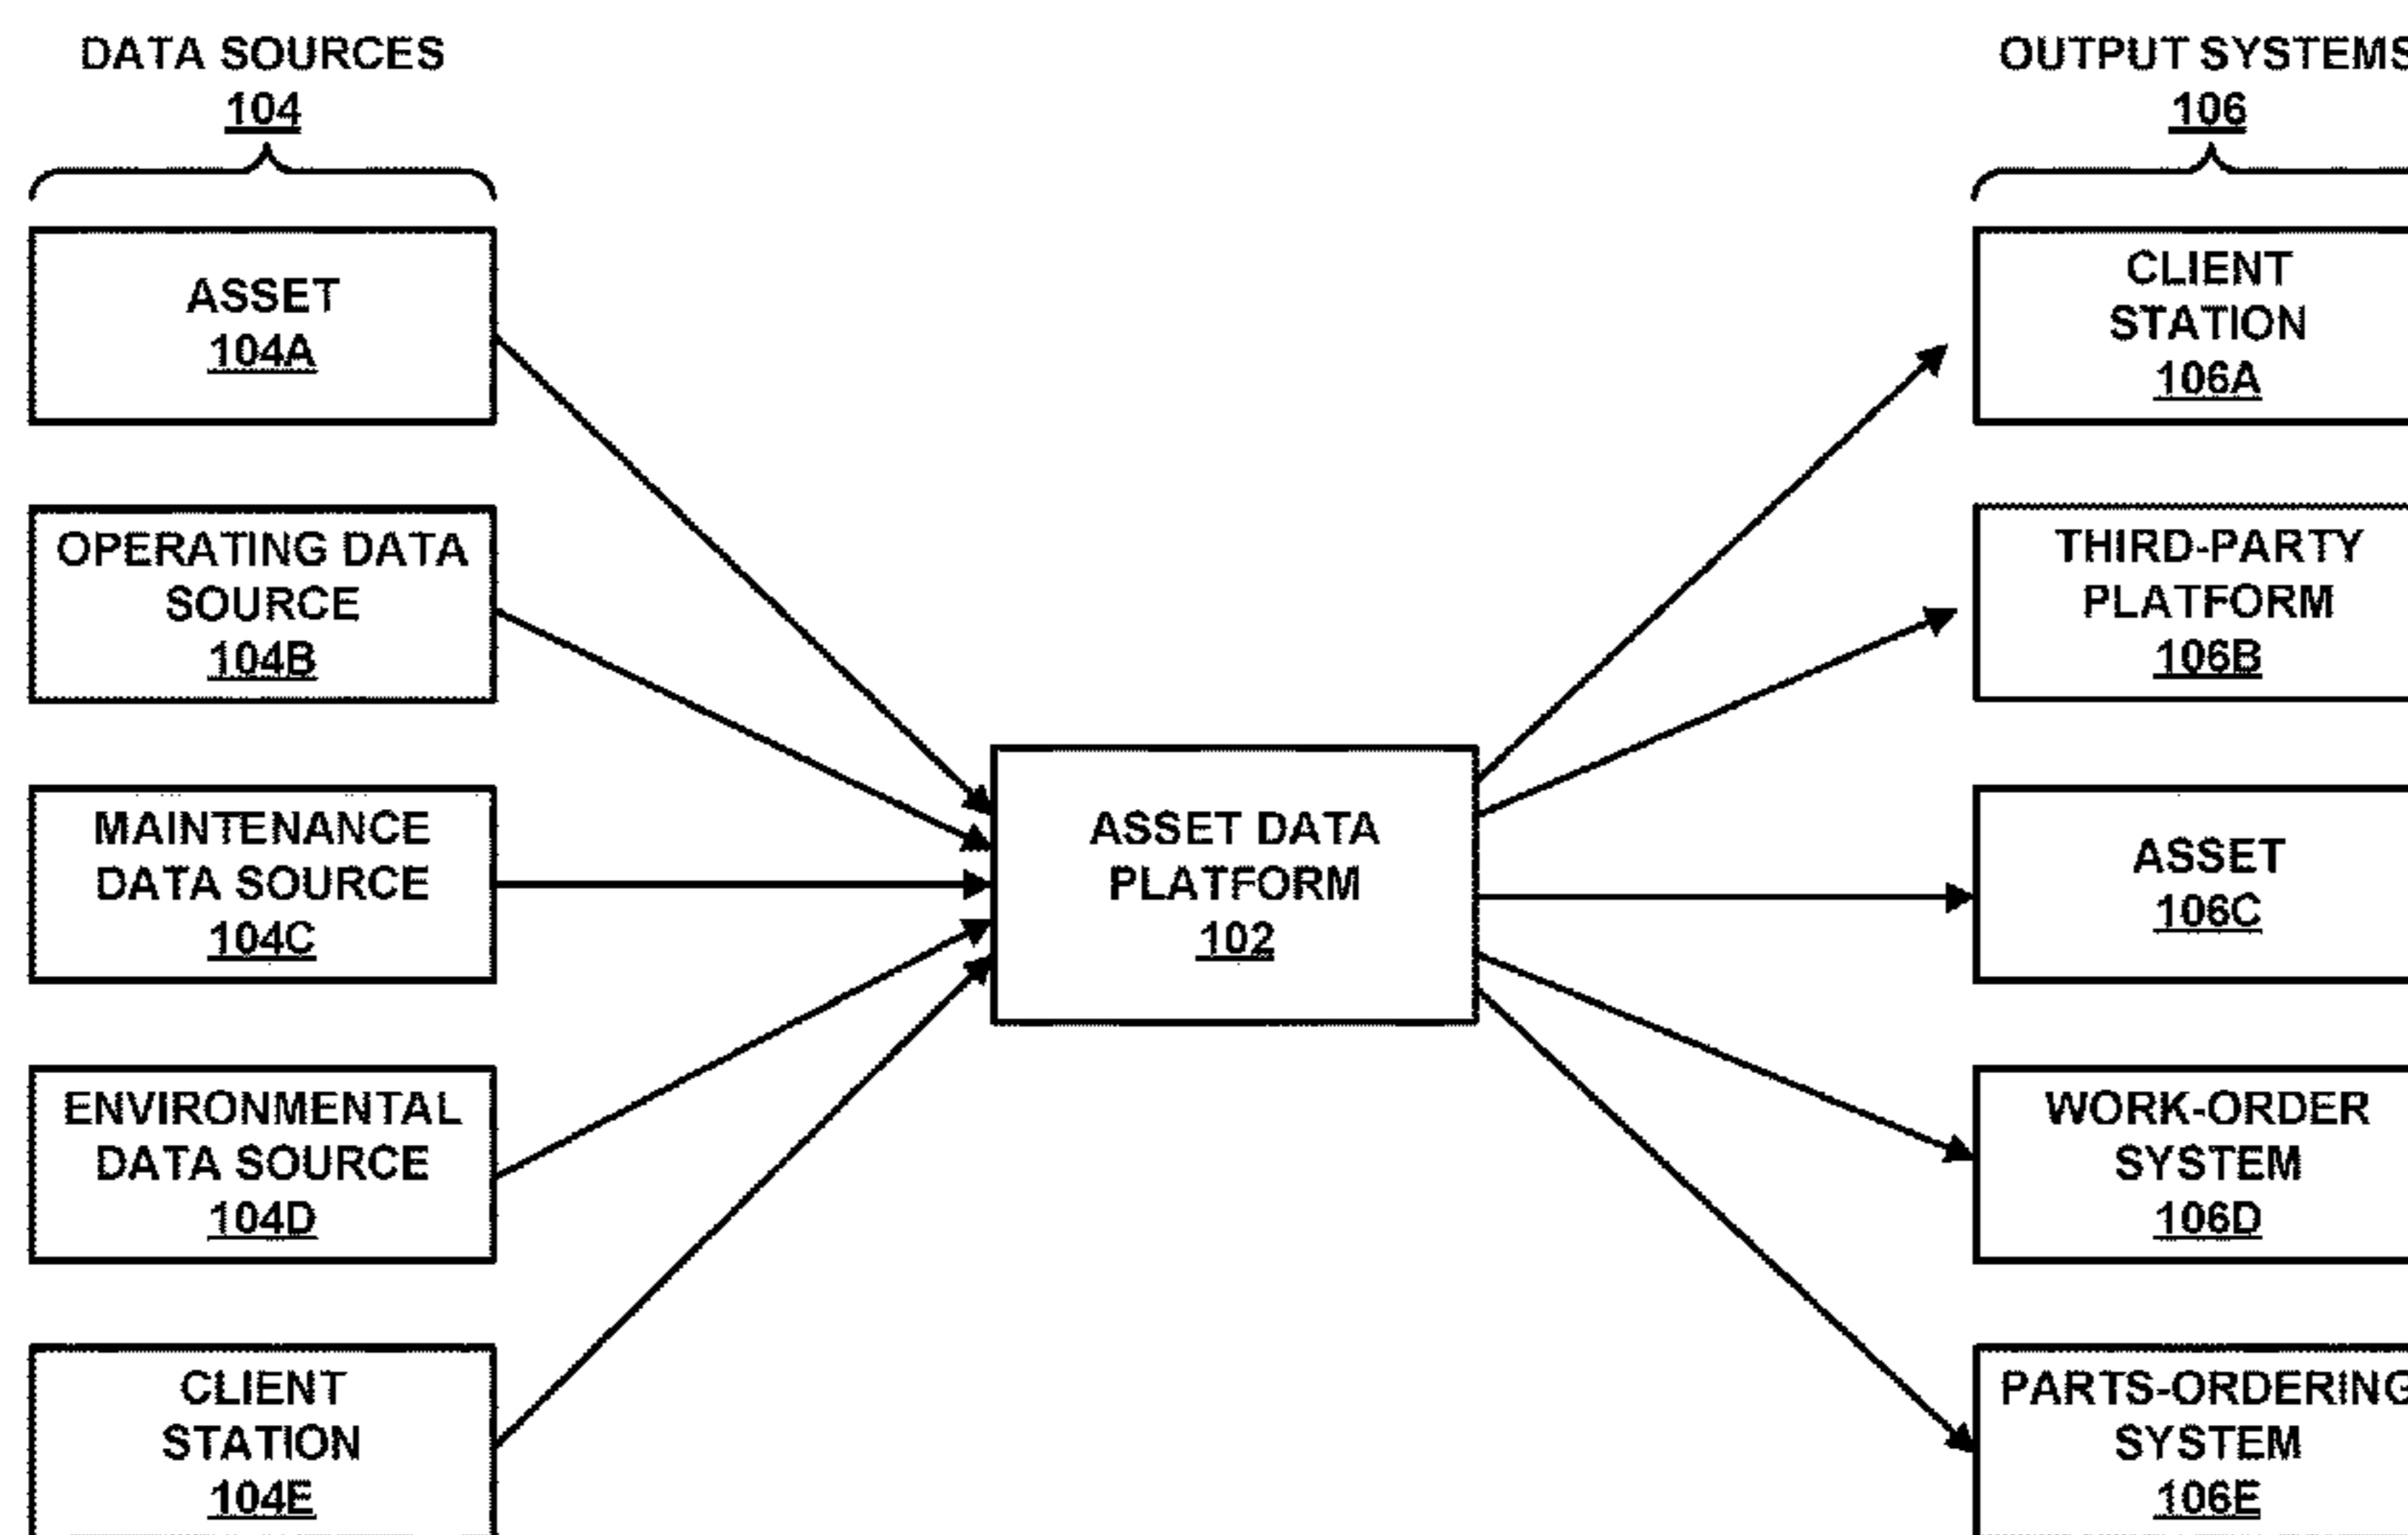 DATA SOURCES
104
ASSET
104A
OPERATING DATA
SOURCE
104B
MAINTENANCE
DATA SOURCE
104C
ENVIRONMENTAL
DATA SOURCE
104D
CLIENT
STATION
104E
ASSET DATA
PLATFORM
102
OUTPUT SYSTEMS
106
CLIENT
STATION
106A
THIRD-PARTY
PLATFORM
106B
ASSET
106C
WORK-ORDER
SYSTEM
106D
PARTS-ORDERING
SYSTEM
106E